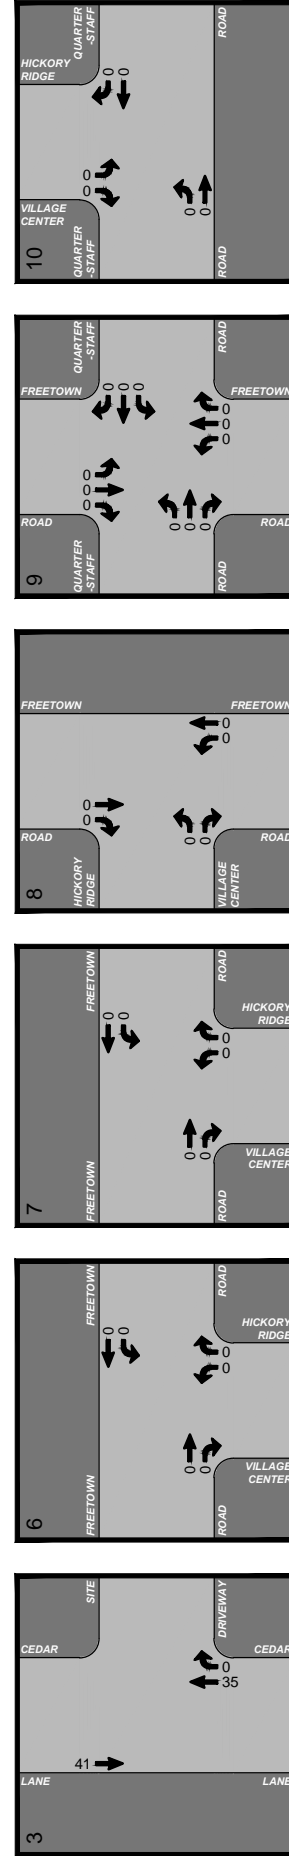 10
HICKORY
RIDGE
QUARTER
-STAFF
ROAD
0
0
0
0
0
0
VILLAGE
CENTER
QUARTER
-STAFF
ROAD
9
FREETOWN
QUARTER
-STAFF
ROAD
FREETOWN
0
0
0
0
0
0
0
0
0
0
0
0
ROAD
QUARTER
-STAFF
ROAD
ROAD
8
FREETOWN
FREETOWN
0
0
0
0
0
0
ROAD
HICKORY
RIDGE
VILLAGE
CENTER
ROAD
7
FREETOWN
ROAD
HICKORY
RIDGE
0
0
0
0
0
0
FREETOWN
ROAD
VILLAGE
CENTER
6
FREETOWN
ROAD
HICKORY
RIDGE
0
0
0
0
0
0
FREETOWN
ROAD
VILLAGE
CENTER
3
CEDAR
SITE
DRIVEWAY
CEDAR
0
35
41
LANE
LANE